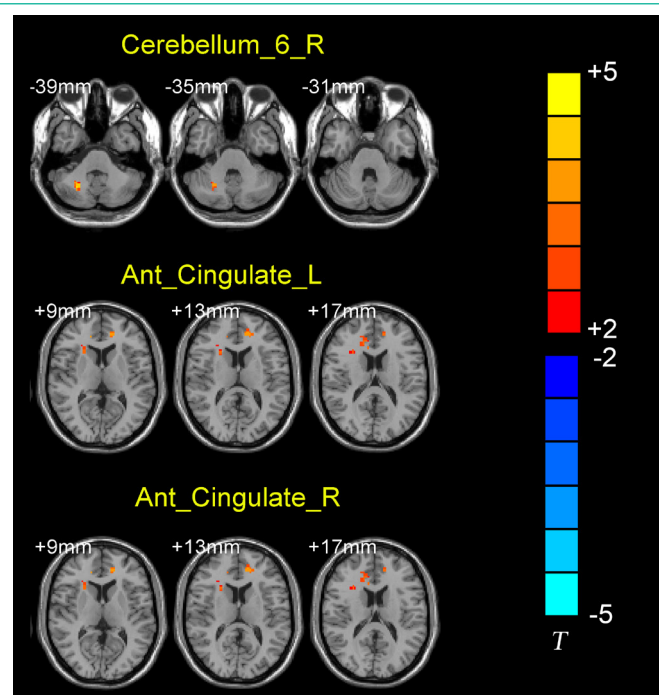 Cerebellum_6_R
-39mm -35mm -31mm
Ant_Cingulate_L
+9mm +13mm +17mm
Ant_Cingulate_R
+9mm +13mm +17mm
+5
+2
-2
-5
T